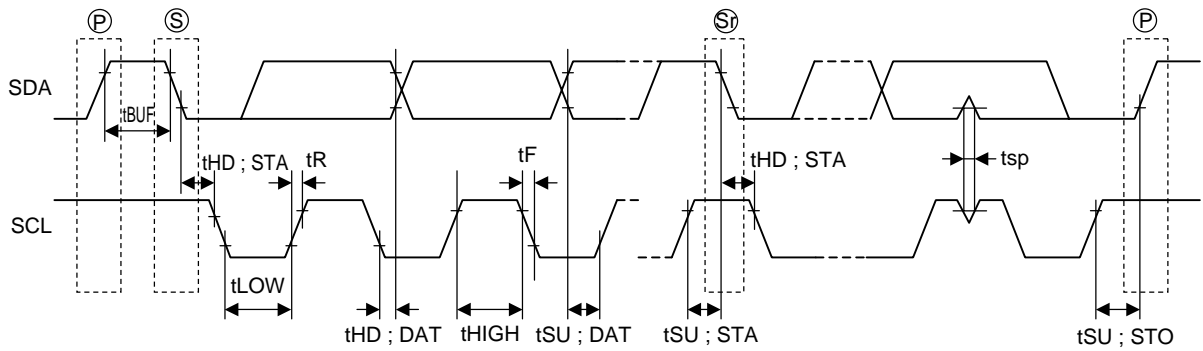 P S Sr P
SDA
tBUF
tHD ; STA tR tF tHD ; STA tsp
SCL
tLOW
tHD ; DAT tHIGH tSU ; DAT tSU ; STA tSU ; STO